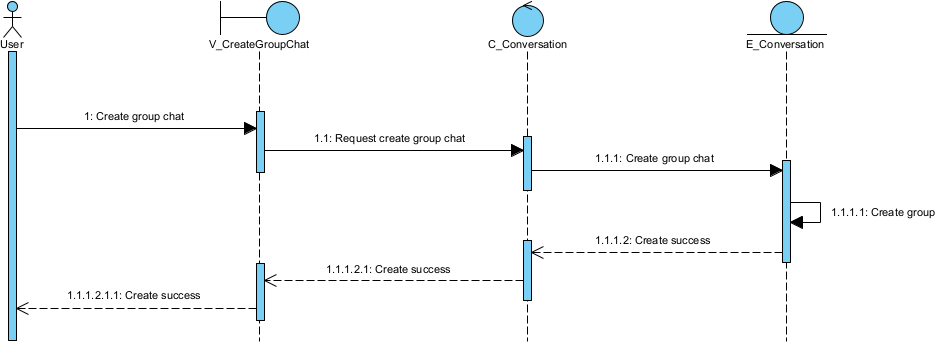 User
V_CreateGroupChat
C_Conversation
E_Conversation
1: Create group chat
1.1: Request create group chat
1.1.1: Create group chat
1.1.1.1: Create group
1.1.1.2: Create success
1.1.1.2.1: Create success
1.1.1.2.1.1: Create success